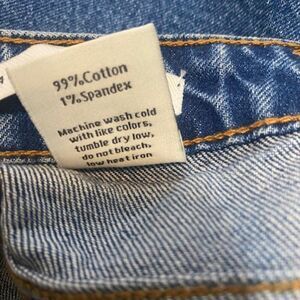 99%Cotton
1%Spandex
Machine wash cold
with like colors,
tumble dry low,
do not bleach,
low heat iron